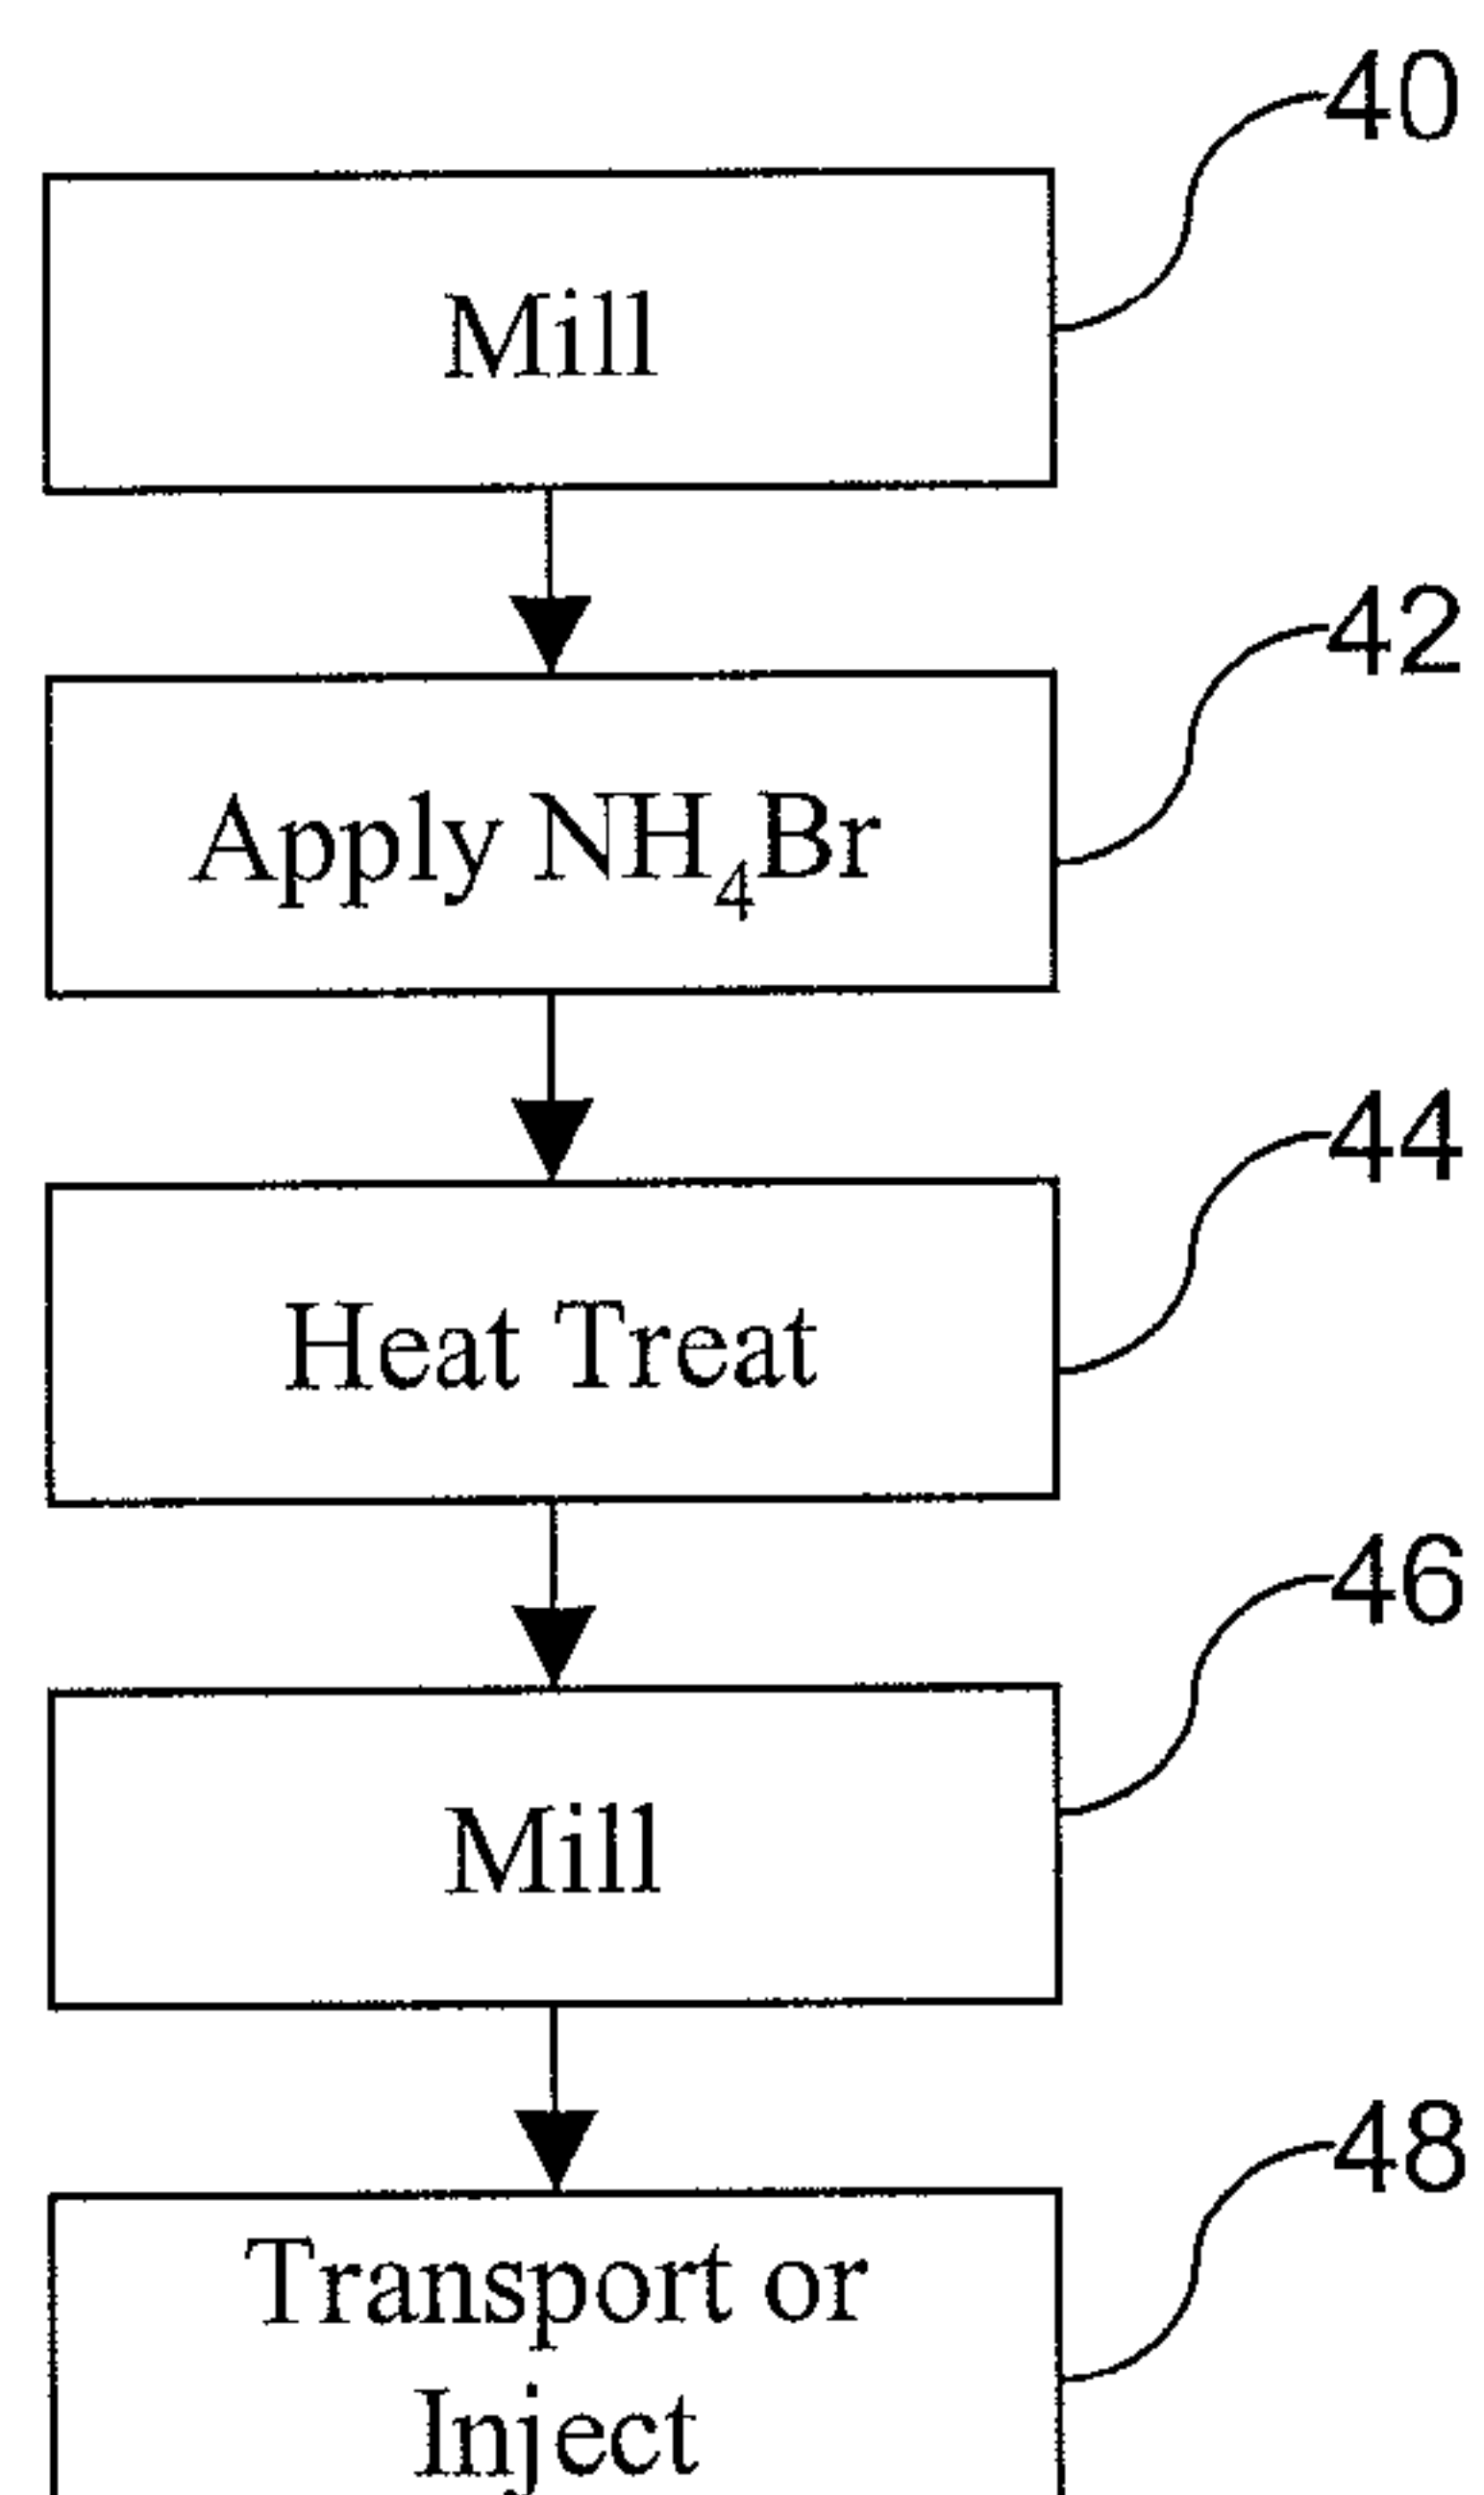 40
Mill
42
Apply NH₄Br
44
Heat Treat
46
Mill
48
Transport or
Inject